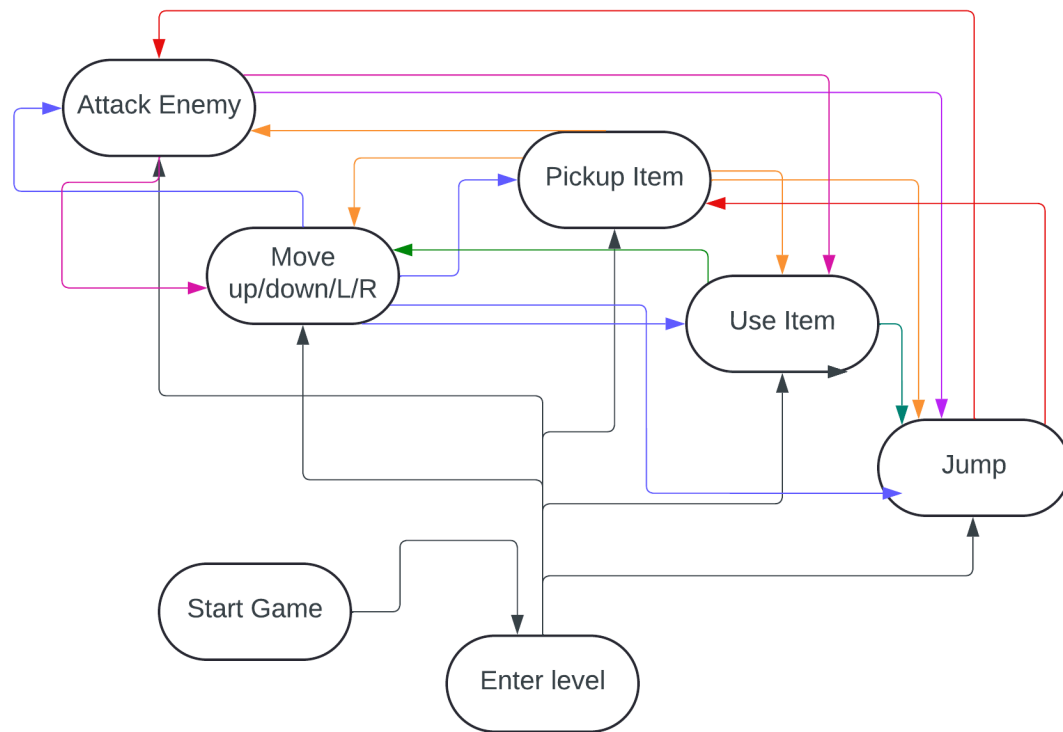 Attack Enemy
Pickup Item
Move
up/down/L/R
Use Item
Jump
Start Game
Enter level